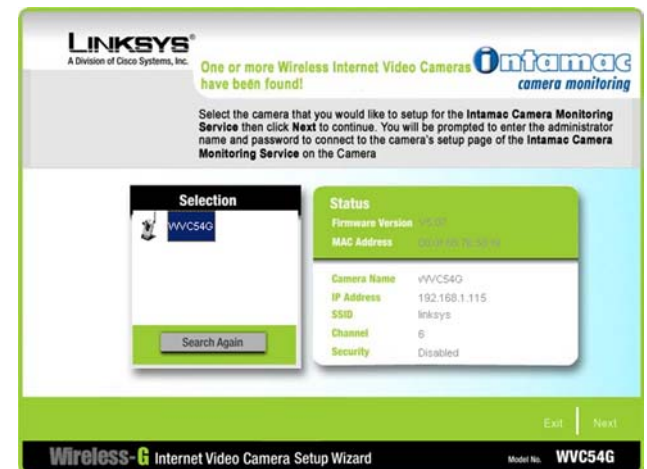 LINKSYS®
A Division of Cisco Systems, Inc.
One or more Wireless Internet Video Cameras
have been found!
intamac
camera monitoring
Select the camera that you would like to setup for the Intamac Camera Monitoring
Service then click Next to continue. You will be prompted to enter the administrator
name and password to connect to the camera's setup page of the Intamac Camera
Monitoring Service on the Camera
Selection
WVC54G
Search Again
Status
Firmware Version
MAC Address
Camera Name WVC54G
IP Address 192.168.1.115
SSID linksys
Channel 6
Security Disabled
Exit Next
Wireless-G Internet Video Camera Setup Wizard
Model No. WVC54G